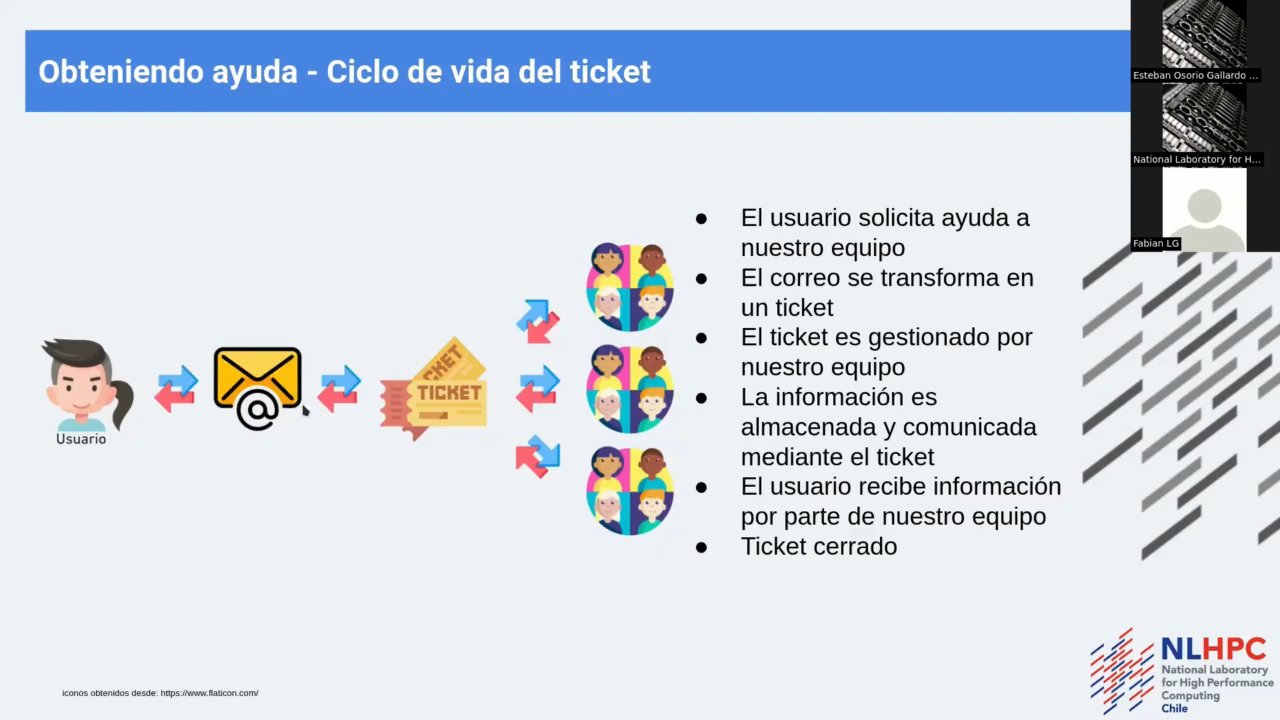 Obteniendo ayuda - Ciclo de vida del ticket
Esteban Osorio Gallardo ...
National Laboratory for H...
Fabian LG
● El usuario solicita ayuda a
nuestro equipo
● El correo se transforma en
un ticket
● El ticket es gestionado por
nuestro equipo
● La información es
almacenada y comunicada
mediante el ticket
● El usuario recibe información
por parte de nuestro equipo
● Ticket cerrado
@
CKET
TICKET
Usuario
iconos obtenidos desde: https://www.flaticon.com/
NLHPC
National Laboratory
for High Performance
Computing
Chile